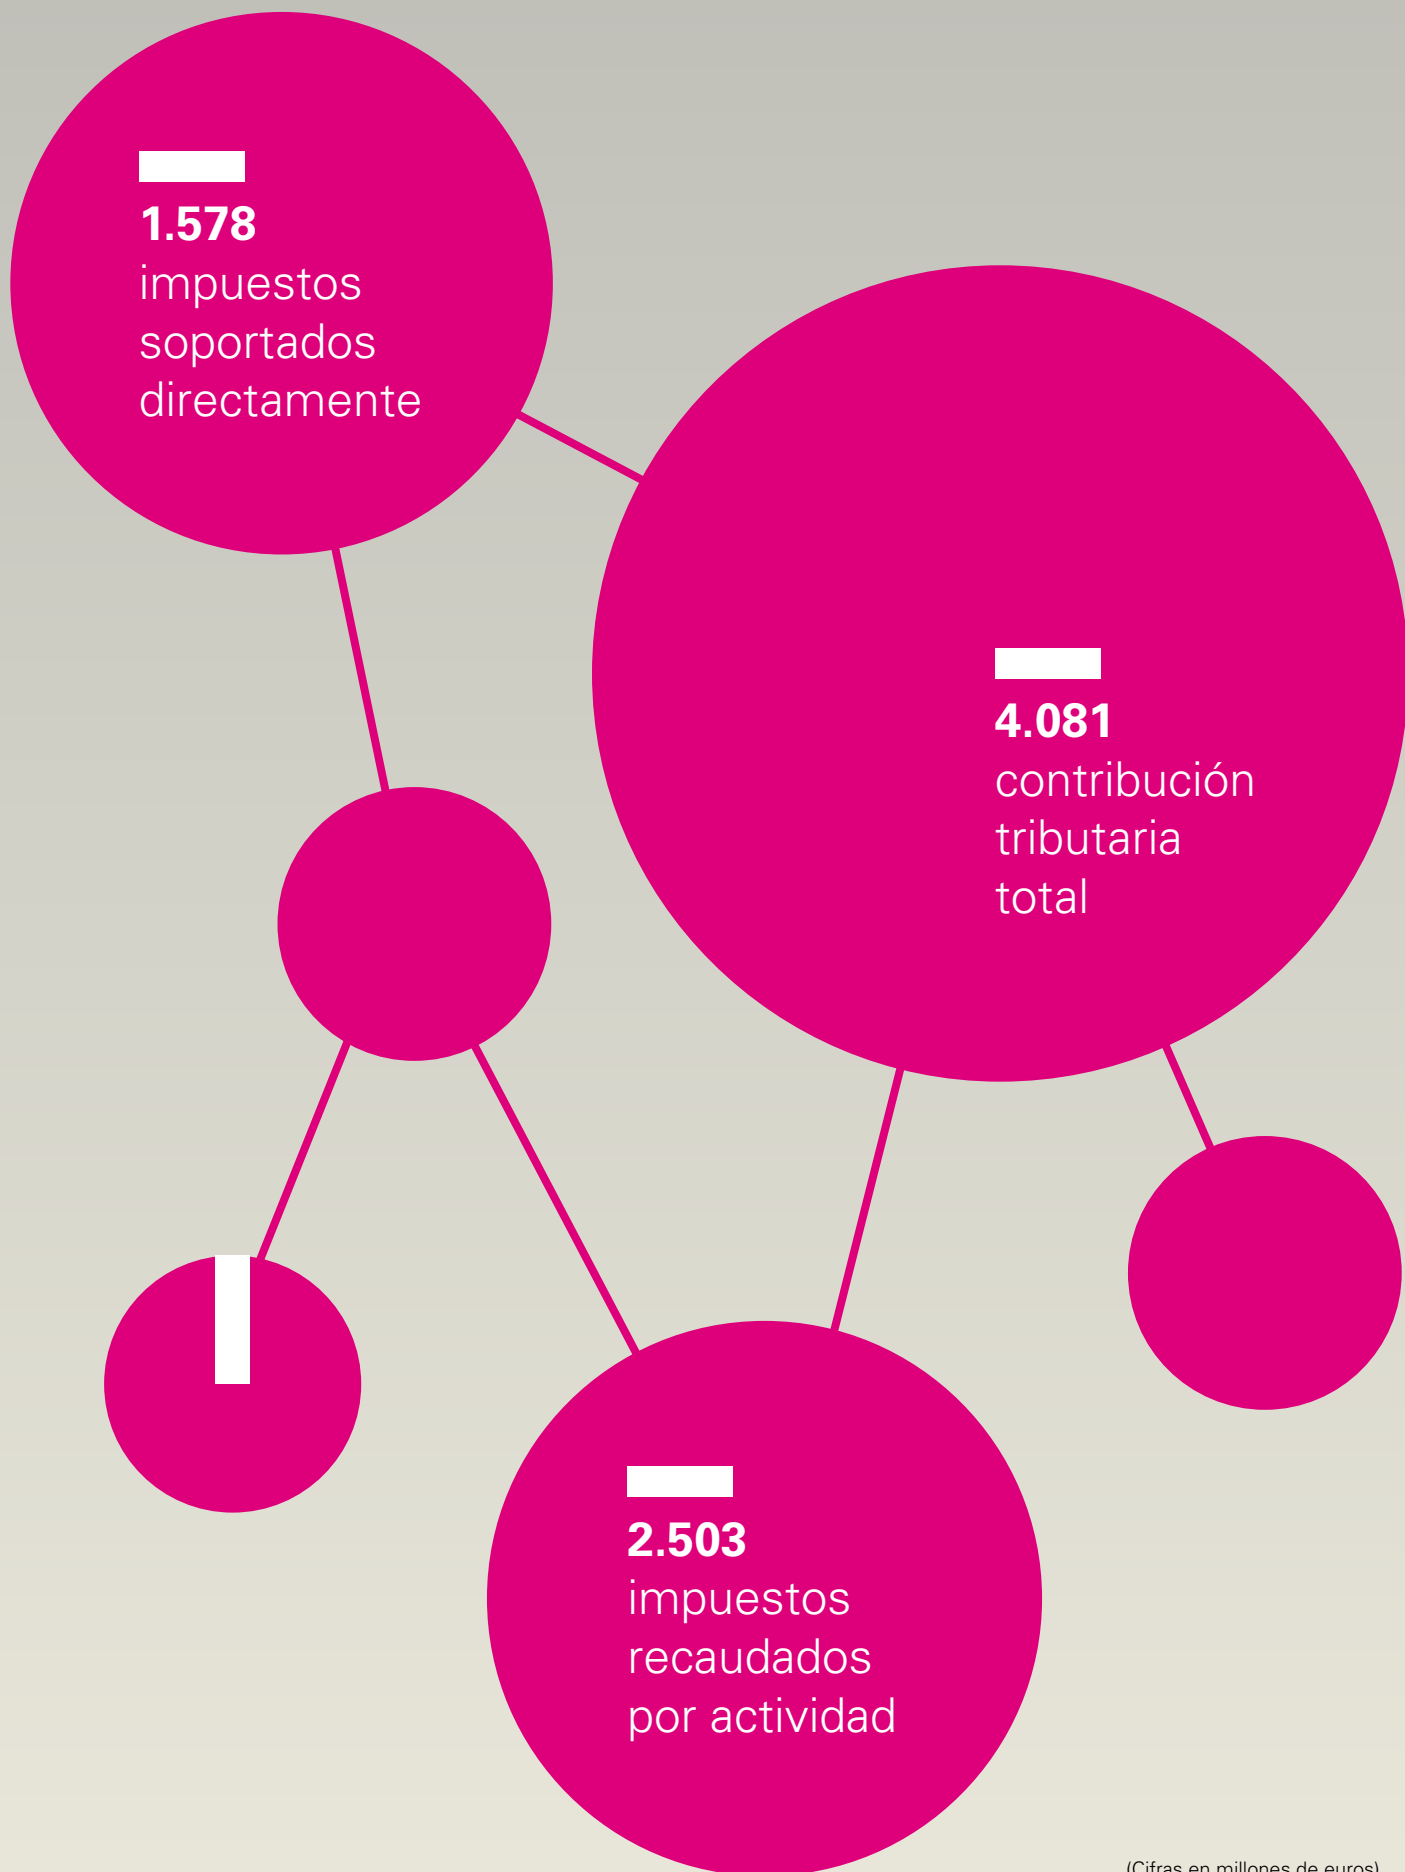 1.578
impuestos
soportados
directamente
4.081
contribución
tributaria
total
2.503
impuestos
recaudados
por actividad
(Cifras en millones de euros)